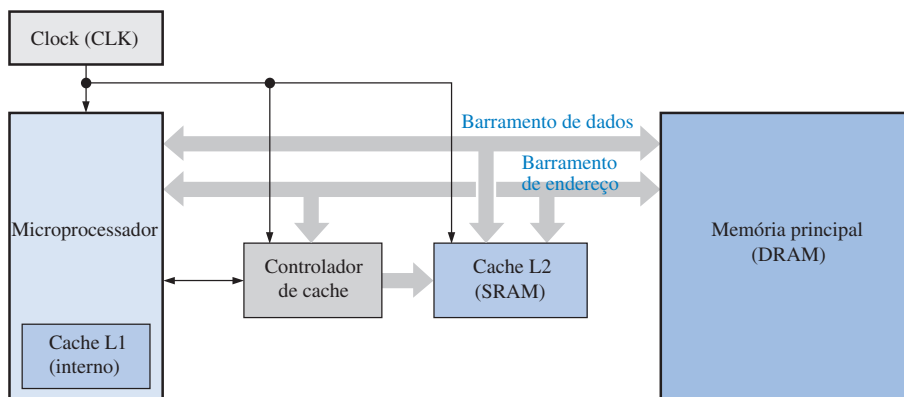 Clock (CLK)
Barramento de dados
Barramento
de endereço
Microprocessador
Controlador
de cache
Cache L2
(SRAM)
Memória principal
(DRAM)
Cache L1
(interno)